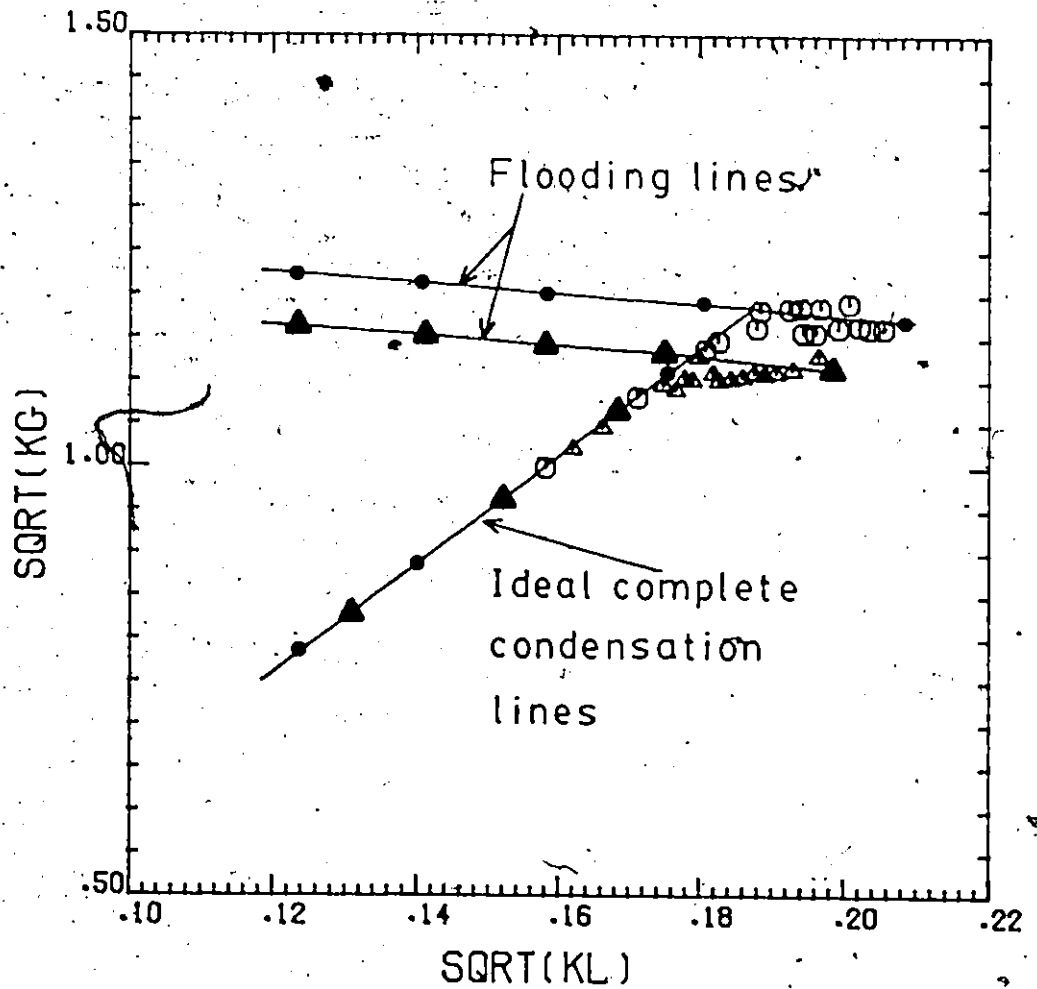 1.50
Flooding lines
1.00
SQRT(KG)
Ideal complete
condensation
lines
.50
.10 .12 .14 .16 .18 .20 .22
SQRT(KL)